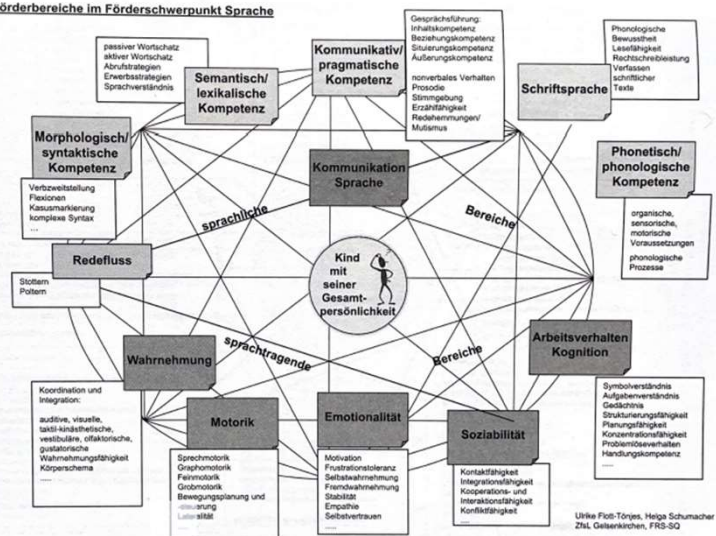 örderbereiche im Förderschwerpunkt Sprache
passiver Wortschatz
aktiver Wortschatz
Abrufstrategien
Erwerbsstrategien
Sprachverständnis
Semantisch/
lexikalische
Kompetenz
Kommunikativ/
pragmatische
Kompetenz
Gesprächsführung:
Inhaltskompetenz
Beziehungskompetenz
Situierungskompetenz
Äußerungskompetenz
nonverbales Verhalten
Prosodie
Stimmgebung
Erzählfähigkeit
Redehemmungen/
Mutismus
Schriftsprache
Phonologische
Bewusstheit
Lesefähigkeit
Rechtschreibleistung
Verfassen
schriftlicher
Texte
Morphologisch/
syntaktische
Kompetenz
Verbzweitstellung
Flexionen
Kasusmarkierung
komplexe Syntax
...
Kommunikation
Sprache
Phonetisch/
phonologische
Kompetenz
organische,
sensorische,
motorische
Voraussetzungen
phonologische
Prozesse
sprachliche
Bereiche
Redefluss
Stottern
Poltern
Kind
mit
seiner
Gesamt-
persönlichkeit
sprachtragende
Bereiche
Wahrnehmung
Koordination und
Integration:
auditive, visuelle,
taktil-kinästhetische,
vestibuläre, olfaktorische,
gustatorische
Wahrnehmungsfähigkeit
Körperschema
.....
Motorik
Sprechmotorik
Graphomotorik
Feinmotorik
Grobmotorik
Bewegungsplanung und
-steuerung
Lateralität
...
Emotionalität
Motivation
Frustrationstoleranz
Selbstwahrnehmung
Fremdwahrnehmung
Stabilität
Empathie
Selbstvertrauen
.....
Soziabilität
Kontaktfähigkeit
Integrationsfähigkeit
Kooperations- und
Interaktionsfähigkeit
Konfliktfähigkeit
...
Arbeitsverhalten
Kognition
Symbolverständnis
Aufgabenverständnis
Gedächtnis
Strukturierungsfähigkeit
Planungsfähigkeit
Konzentrationsfähigkeit
Problemlöseverhalten
Handlungskompetenz
.....
Ulrike Flott-Tönjes, Helga Schumacher
ZfsL Gelsenkirchen, FRS-SQ